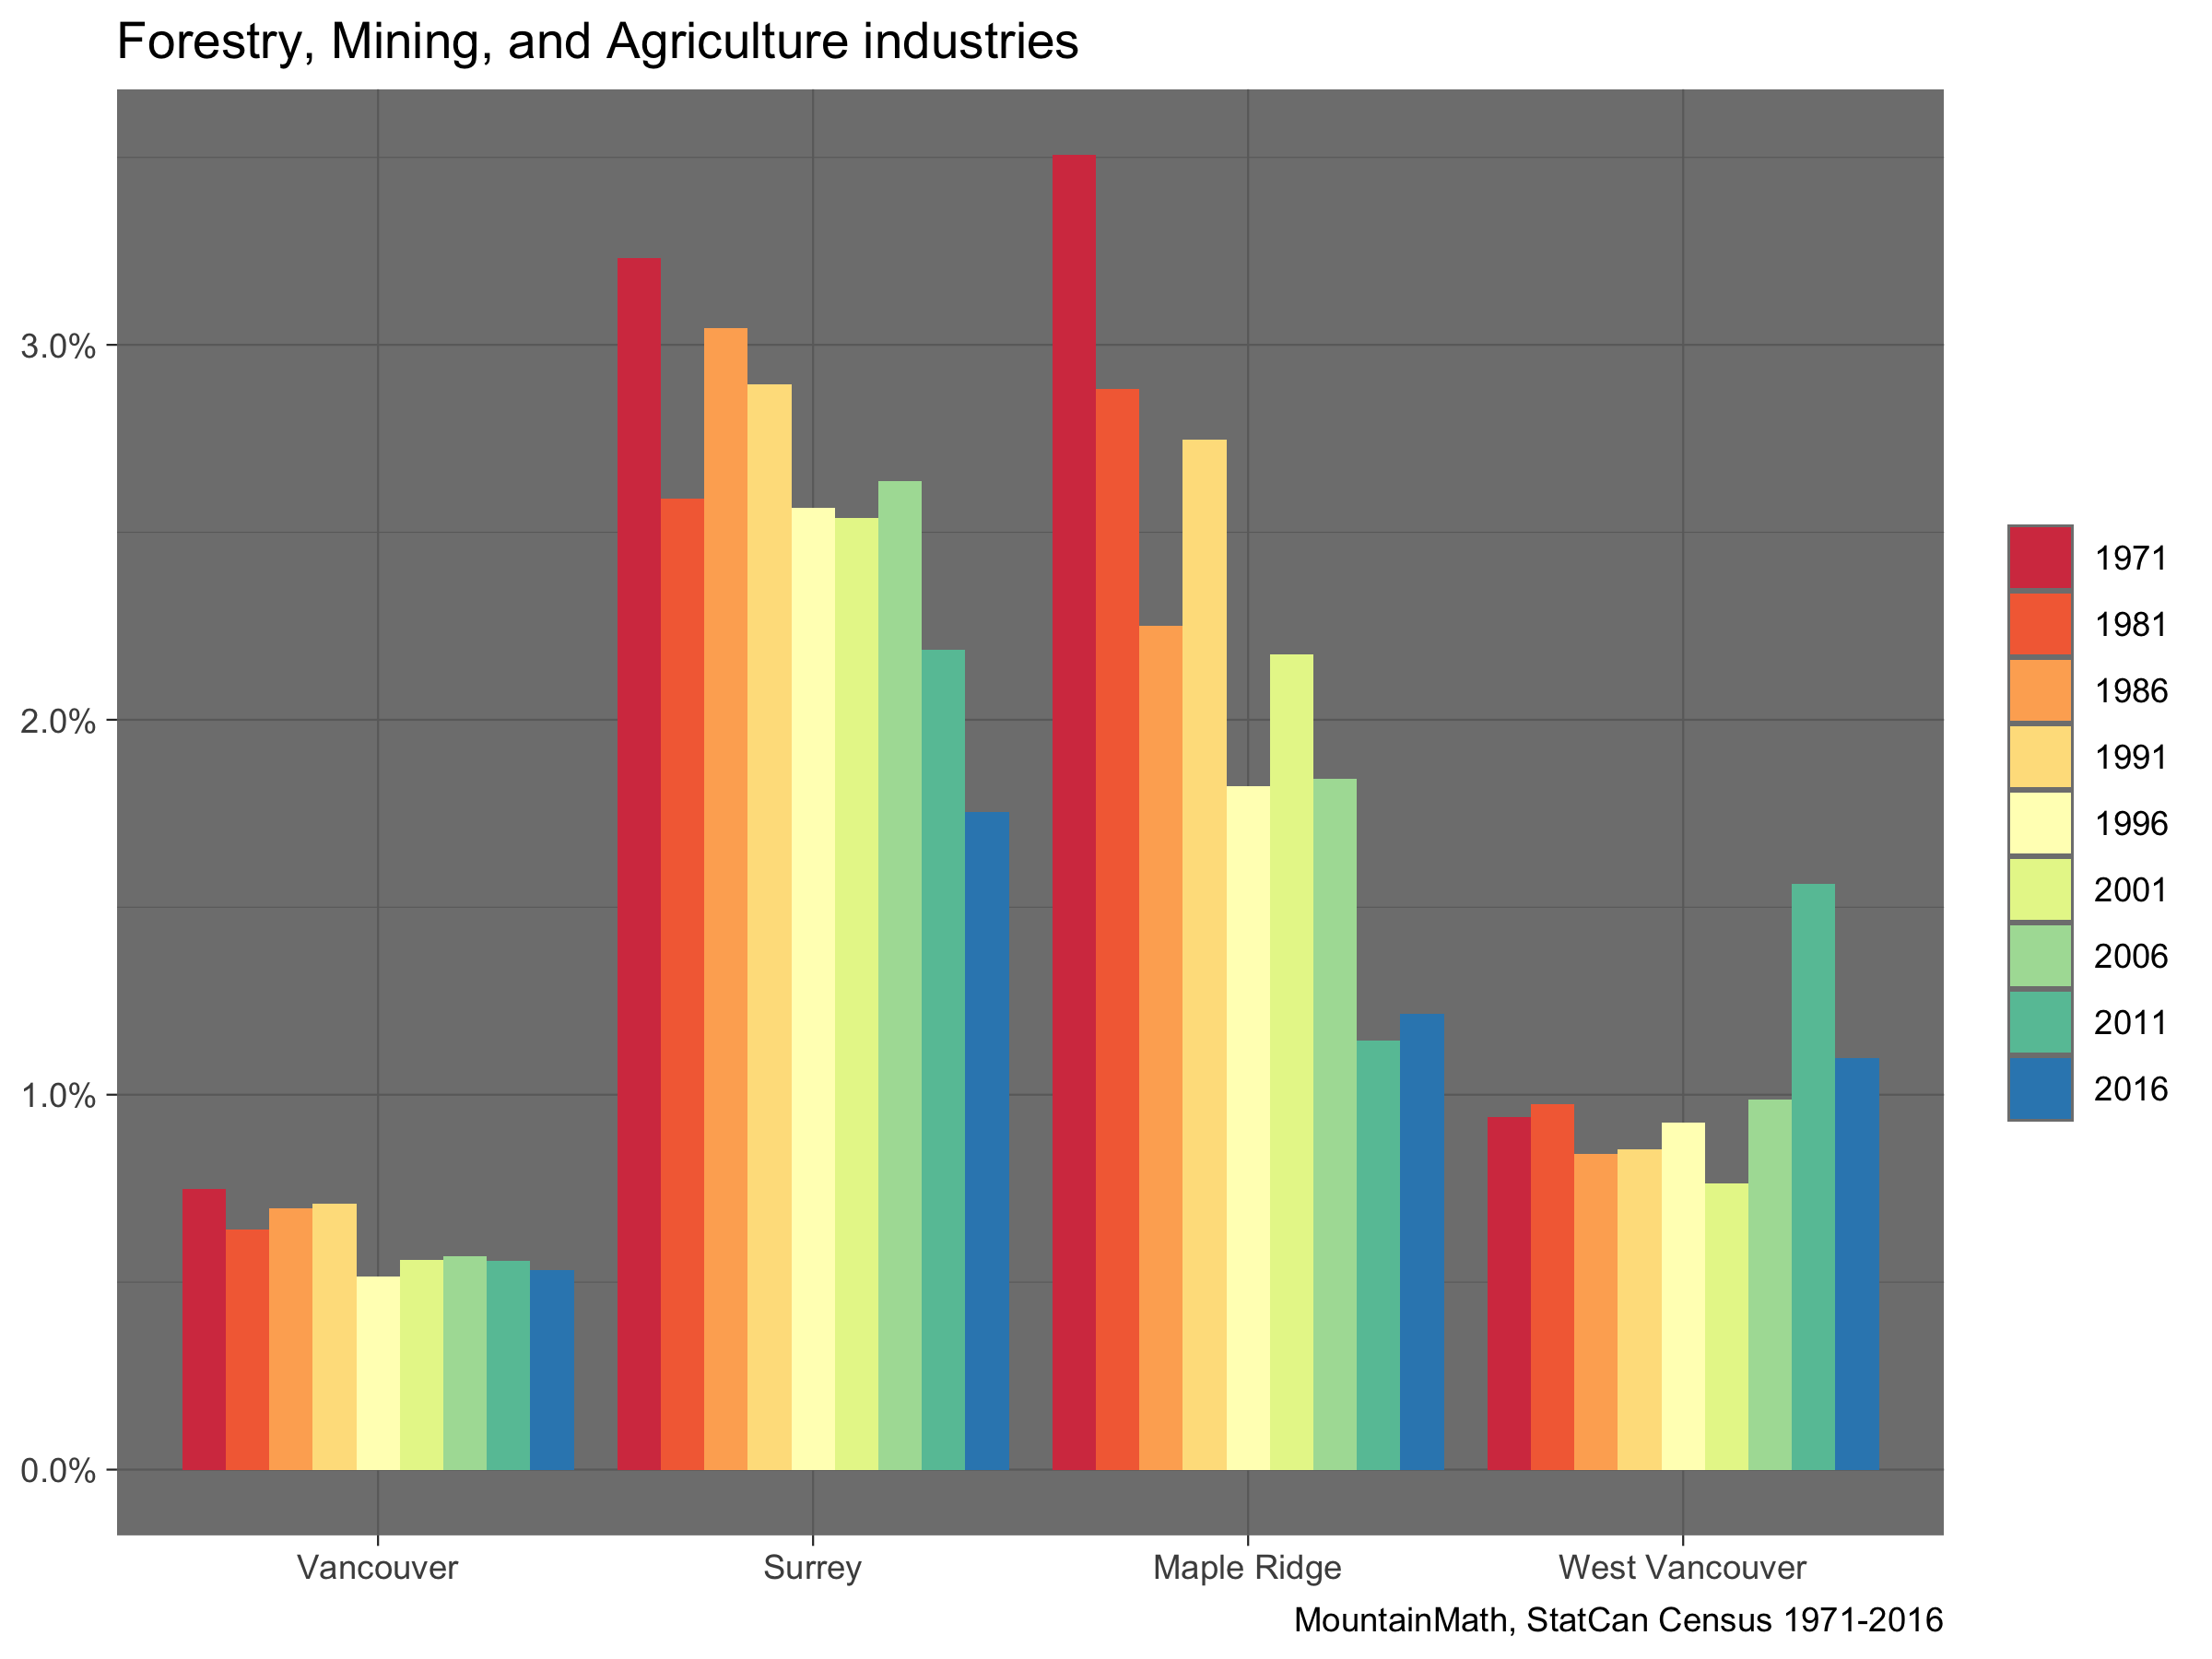 Forestry, Mining, and Agriculture industries
3.0%
2.0%
1.0%
0.0%
Vancouver
Surrey
Maple Ridge
West Vancouver
1971
1981
1986
1991
1996
2001
2006
2011
2016
MountainMath, StatCan Census 1971-2016